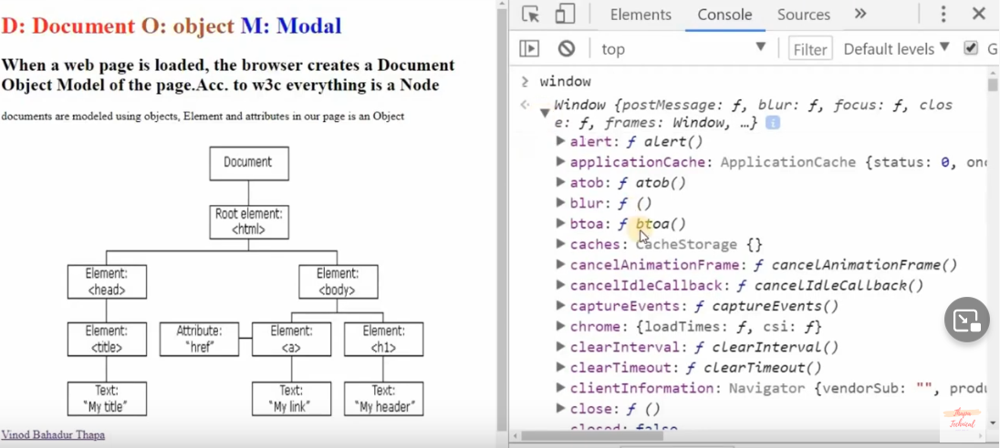 D: Document O: object M: Modal
When a web page is loaded, the browser creates a Document
Object Model of the page.Acc. to w3c everything is a Node
documents are modeled using objects, Element and attributes in our page is an Object
Document
Root element:
<html>
Element:
<head>
Element:
<body>
Element:
<title>
Attribute:
"href"
Element:
<a>
Element:
<h1>
Text:
"My title"
Text:
"My link"
Text:
"My header"
Vinod Bahadur Thapa
Elements Console Sources
top Filter Default levels G
window
Window {postMessage: ƒ, blur: ƒ, focus: ƒ, clos
e: ƒ, frames: Window, …}
alert: ƒ alert()
applicationCache: ApplicationCache {status: 0, onc
atob: ƒ atob()
blur: ƒ ()
btoa: ƒ btoa()
caches: CacheStorage {}
cancelAnimationFrame: ƒ cancelAnimationFrame()
cancelIdleCallback: ƒ cancelIdleCallback()
captureEvents: ƒ captureEvents()
chrome: {loadTimes: ƒ, csi: ƒ}
clearInterval: ƒ clearInterval()
clearTimeout: ƒ clearTimeout()
clientInformation: Navigator {vendorSub: "", produ
close: ƒ ()
closed: false
Thapa
Technical